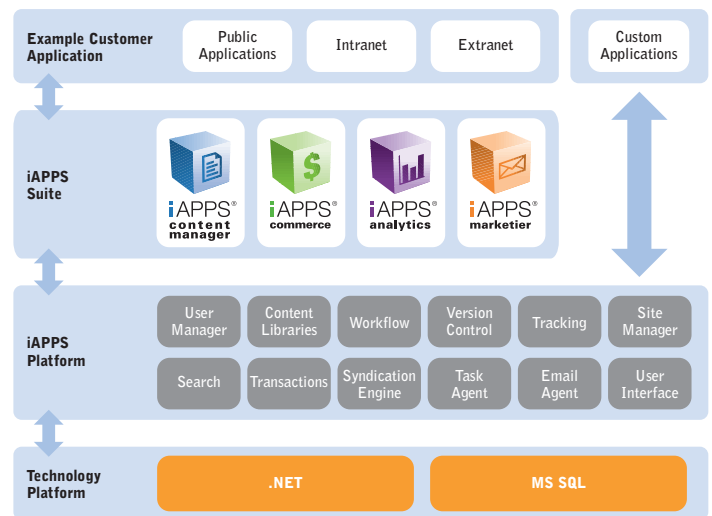 Example Customer
Application
Public
Applications
Intranet
Extranet
Custom
Applications
iAPPS
Suite
iAPPS®
content
manager
iAPPS®
commerce
iAPPS®
analytics
iAPPS®
marketier
iAPPS
Platform
User
Manager
Content
Libraries
Workflow
Version
Control
Tracking
Site
Manager
Search
Transactions
Syndication
Engine
Task
Agent
Email
Agent
User
Interface
Technology
Platform
.NET
MS SQL